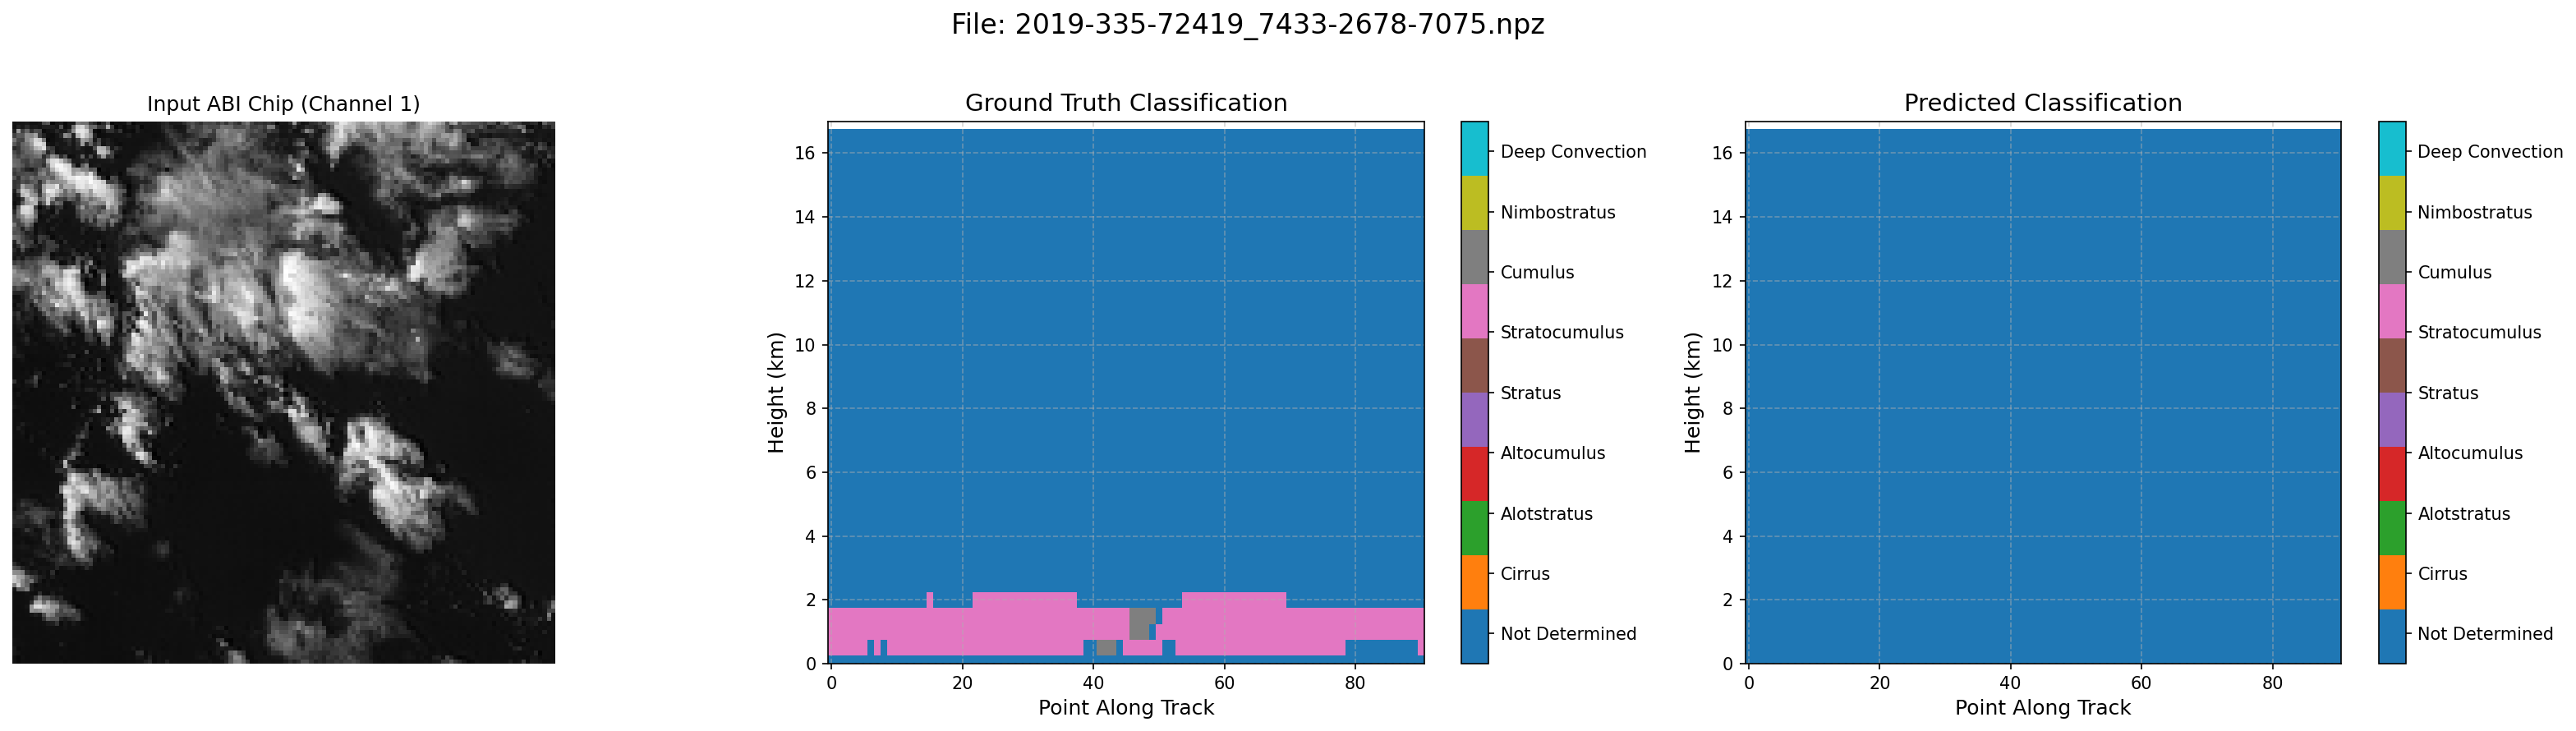 File: 2019-335-72419_7433-2678-7075.npz
Input ABI Chip (Channel 1)
Ground Truth Classification
Height (km)
16
14
12
10
8
6
4
2
0
0 20 40 60 80
Point Along Track
Deep Convection
Nimbostratus
Cumulus
Stratocumulus
Stratus
Altocumulus
Alotstratus
Cirrus
Not Determined
Predicted Classification
Height (km)
16
14
12
10
8
6
4
2
0
0 20 40 60 80
Point Along Track
Deep Convection
Nimbostratus
Cumulus
Stratocumulus
Stratus
Altocumulus
Alotstratus
Cirrus
Not Determined